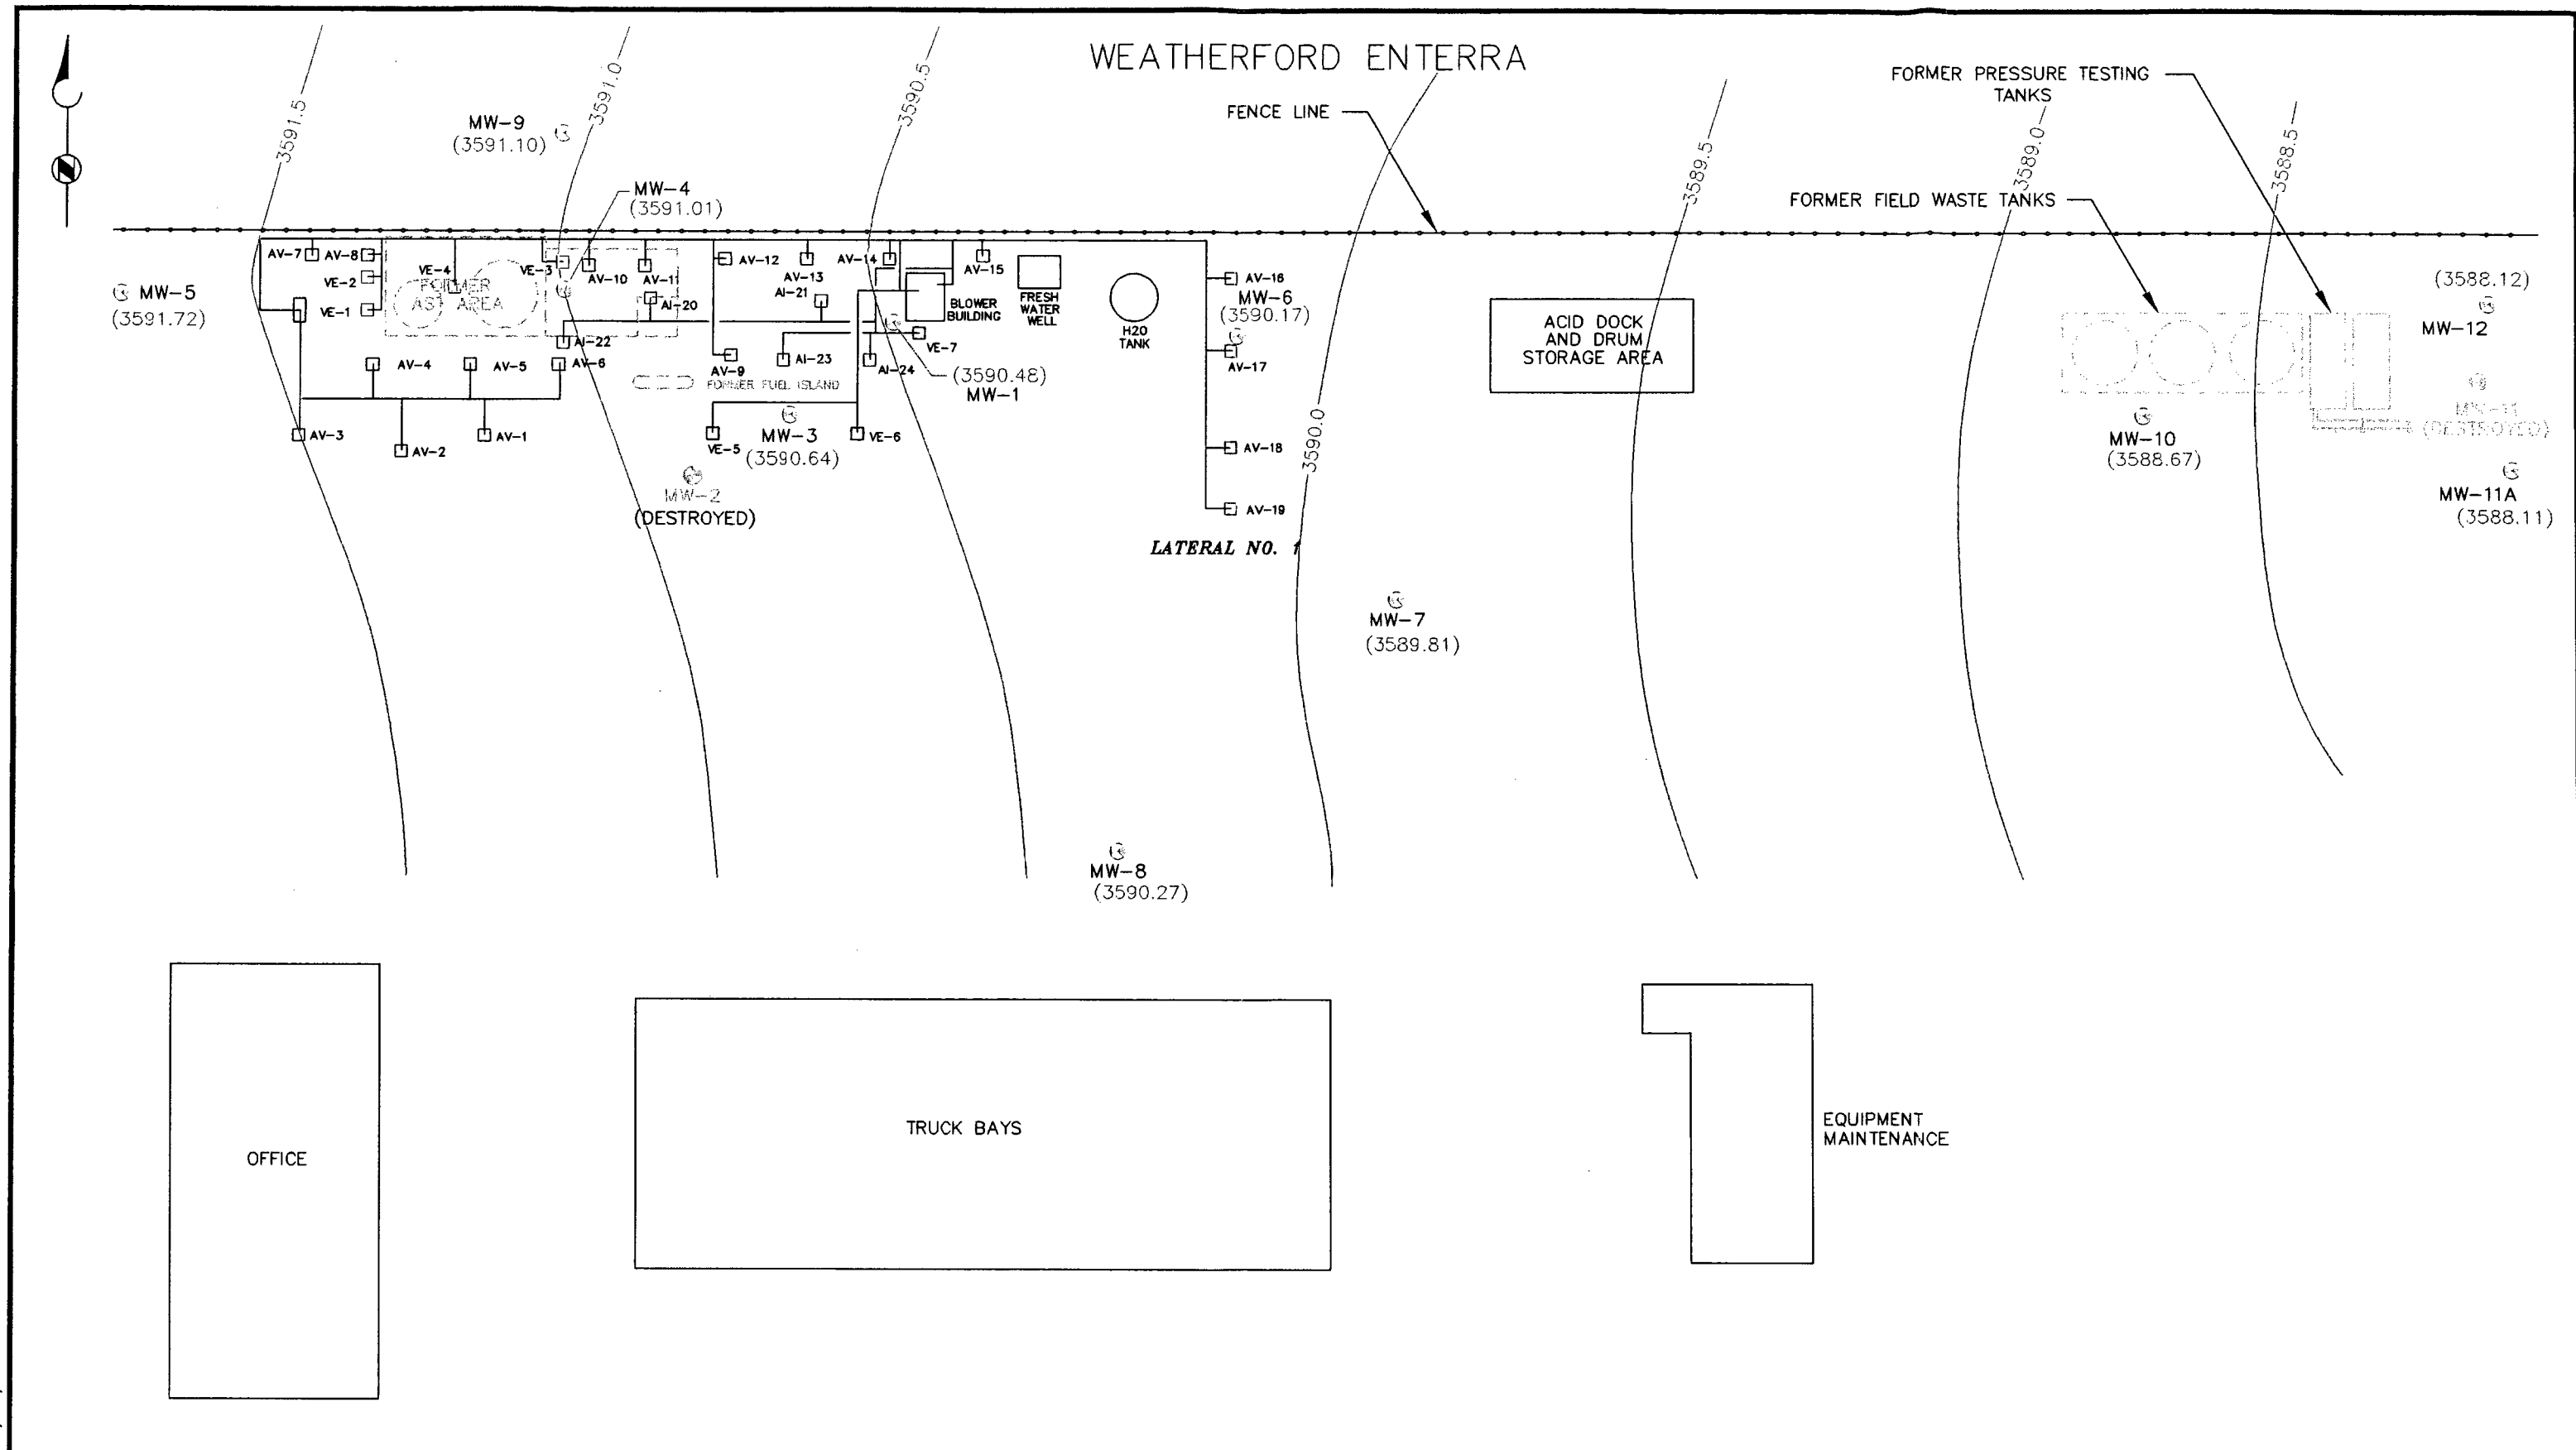 WEATHERFORD ENTERRA
FORMER PRESSURE TESTING
TANKS
FENCE LINE
3591.5
3591.0
3590.5
3589.5
3589.0
3588.5
MW-9
(3591.10)
MW-4
(3591.01)
FORMER FIELD WASTE TANKS
AV-7
AV-8
VE-4
VE-3
AV-10
AV-11
AV-12
AV-13
AV-14
AV-15
AV-16
VE-2
VE-1
FORMER
AST AREA
AI-20
AI-21
BLOWER
BUILDING
FRESH
WATER
WELL
H20
TANK
MW-6
(3590.17)
MW-5
(3591.72)
ACID DOCK
AND DRUM
STORAGE AREA
(3588.12)
MW-12
AI-22
AV-4
AV-5
AV-6
AV-9
AI-23
AI-24
VE-7
AV-17
FORMER FUEL ISLAND
(3590.48)
MW-1
3590.0
MW-11
(DESTROYED)
AV-3
AV-2
AV-1
VE-5
MW-3
(3590.64)
VE-6
AV-18
MW-10
(3588.67)
MW-2
(DESTROYED)
AV-19
MW-11A
(3588.11)
LATERAL NO. 1
MW-7
(3589.81)
MW-8
(3590.27)
OFFICE
TRUCK BAYS
EQUIPMENT
MAINTENANCE